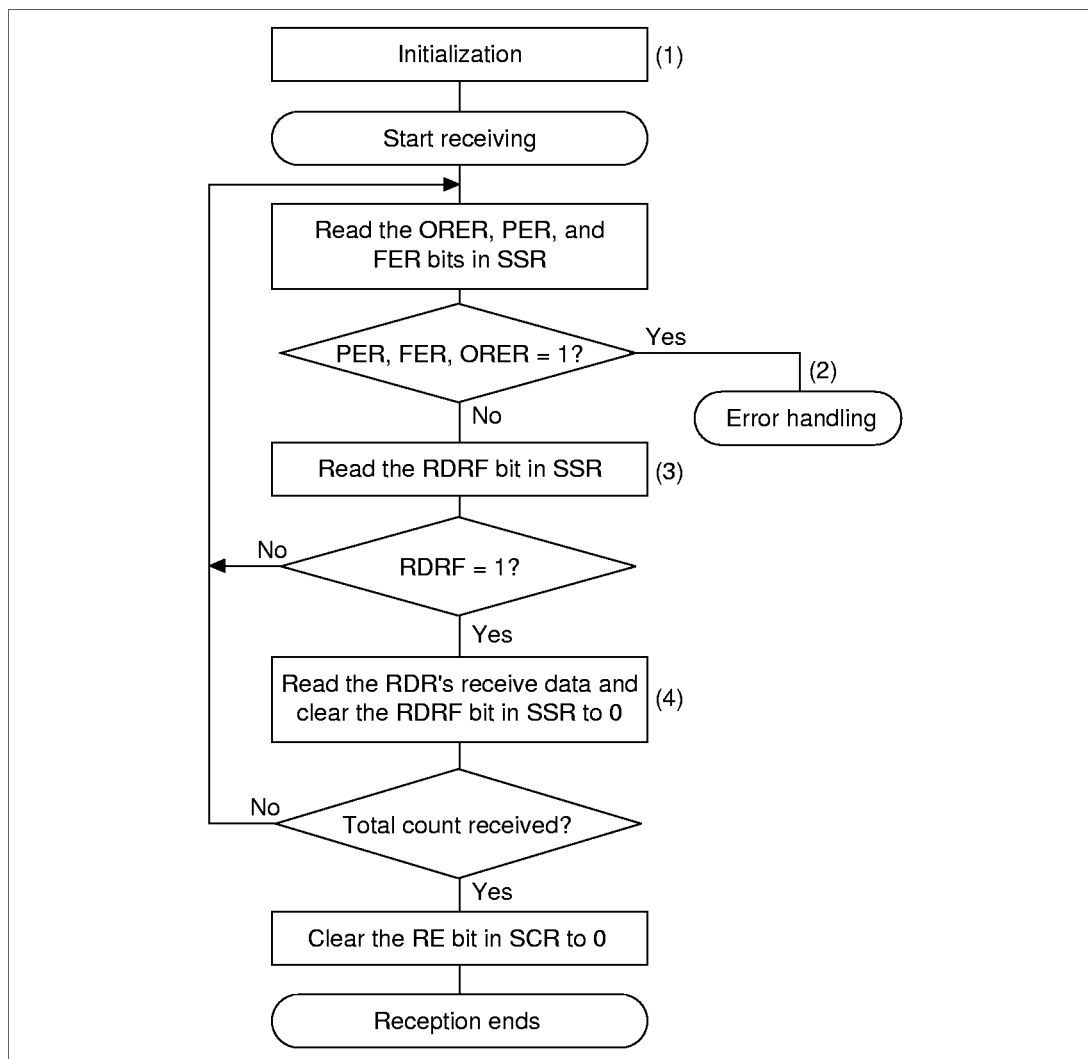 Initialization
(1)
Start receiving
Read the ORER, PER, and
FER bits in SSR
PER, FER, ORER = 1?
Yes
(2)
Error handling
No
Read the RDRF bit in SSR
(3)
No
RDRF = 1?
Yes
Read the RDR's receive data and
clear the RDRF bit in SSR to 0
(4)
No
Total count received?
Yes
Clear the RE bit in SCR to 0
Reception ends